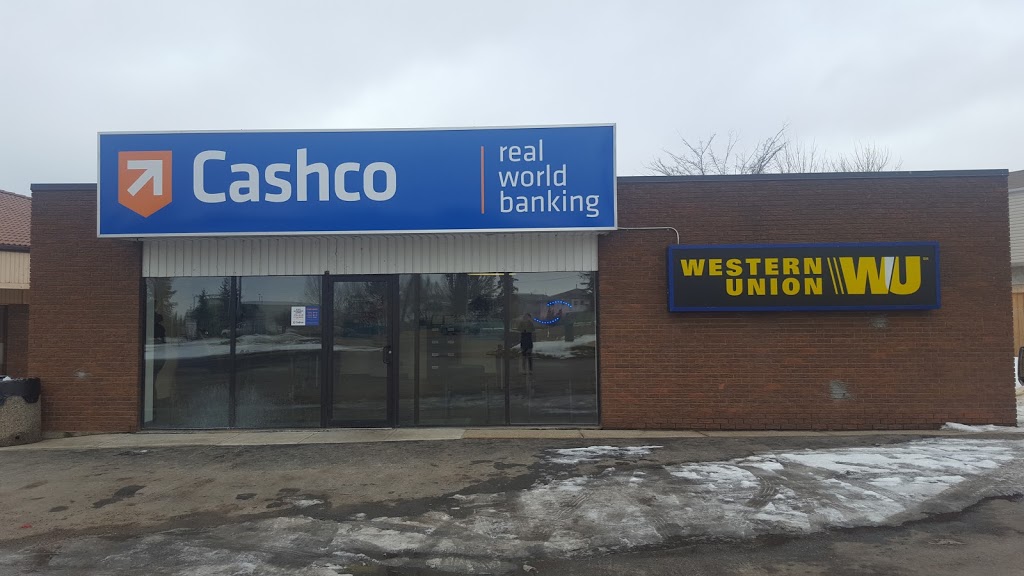 Cashco
real
world
banking
WESTERN
UNION
WU